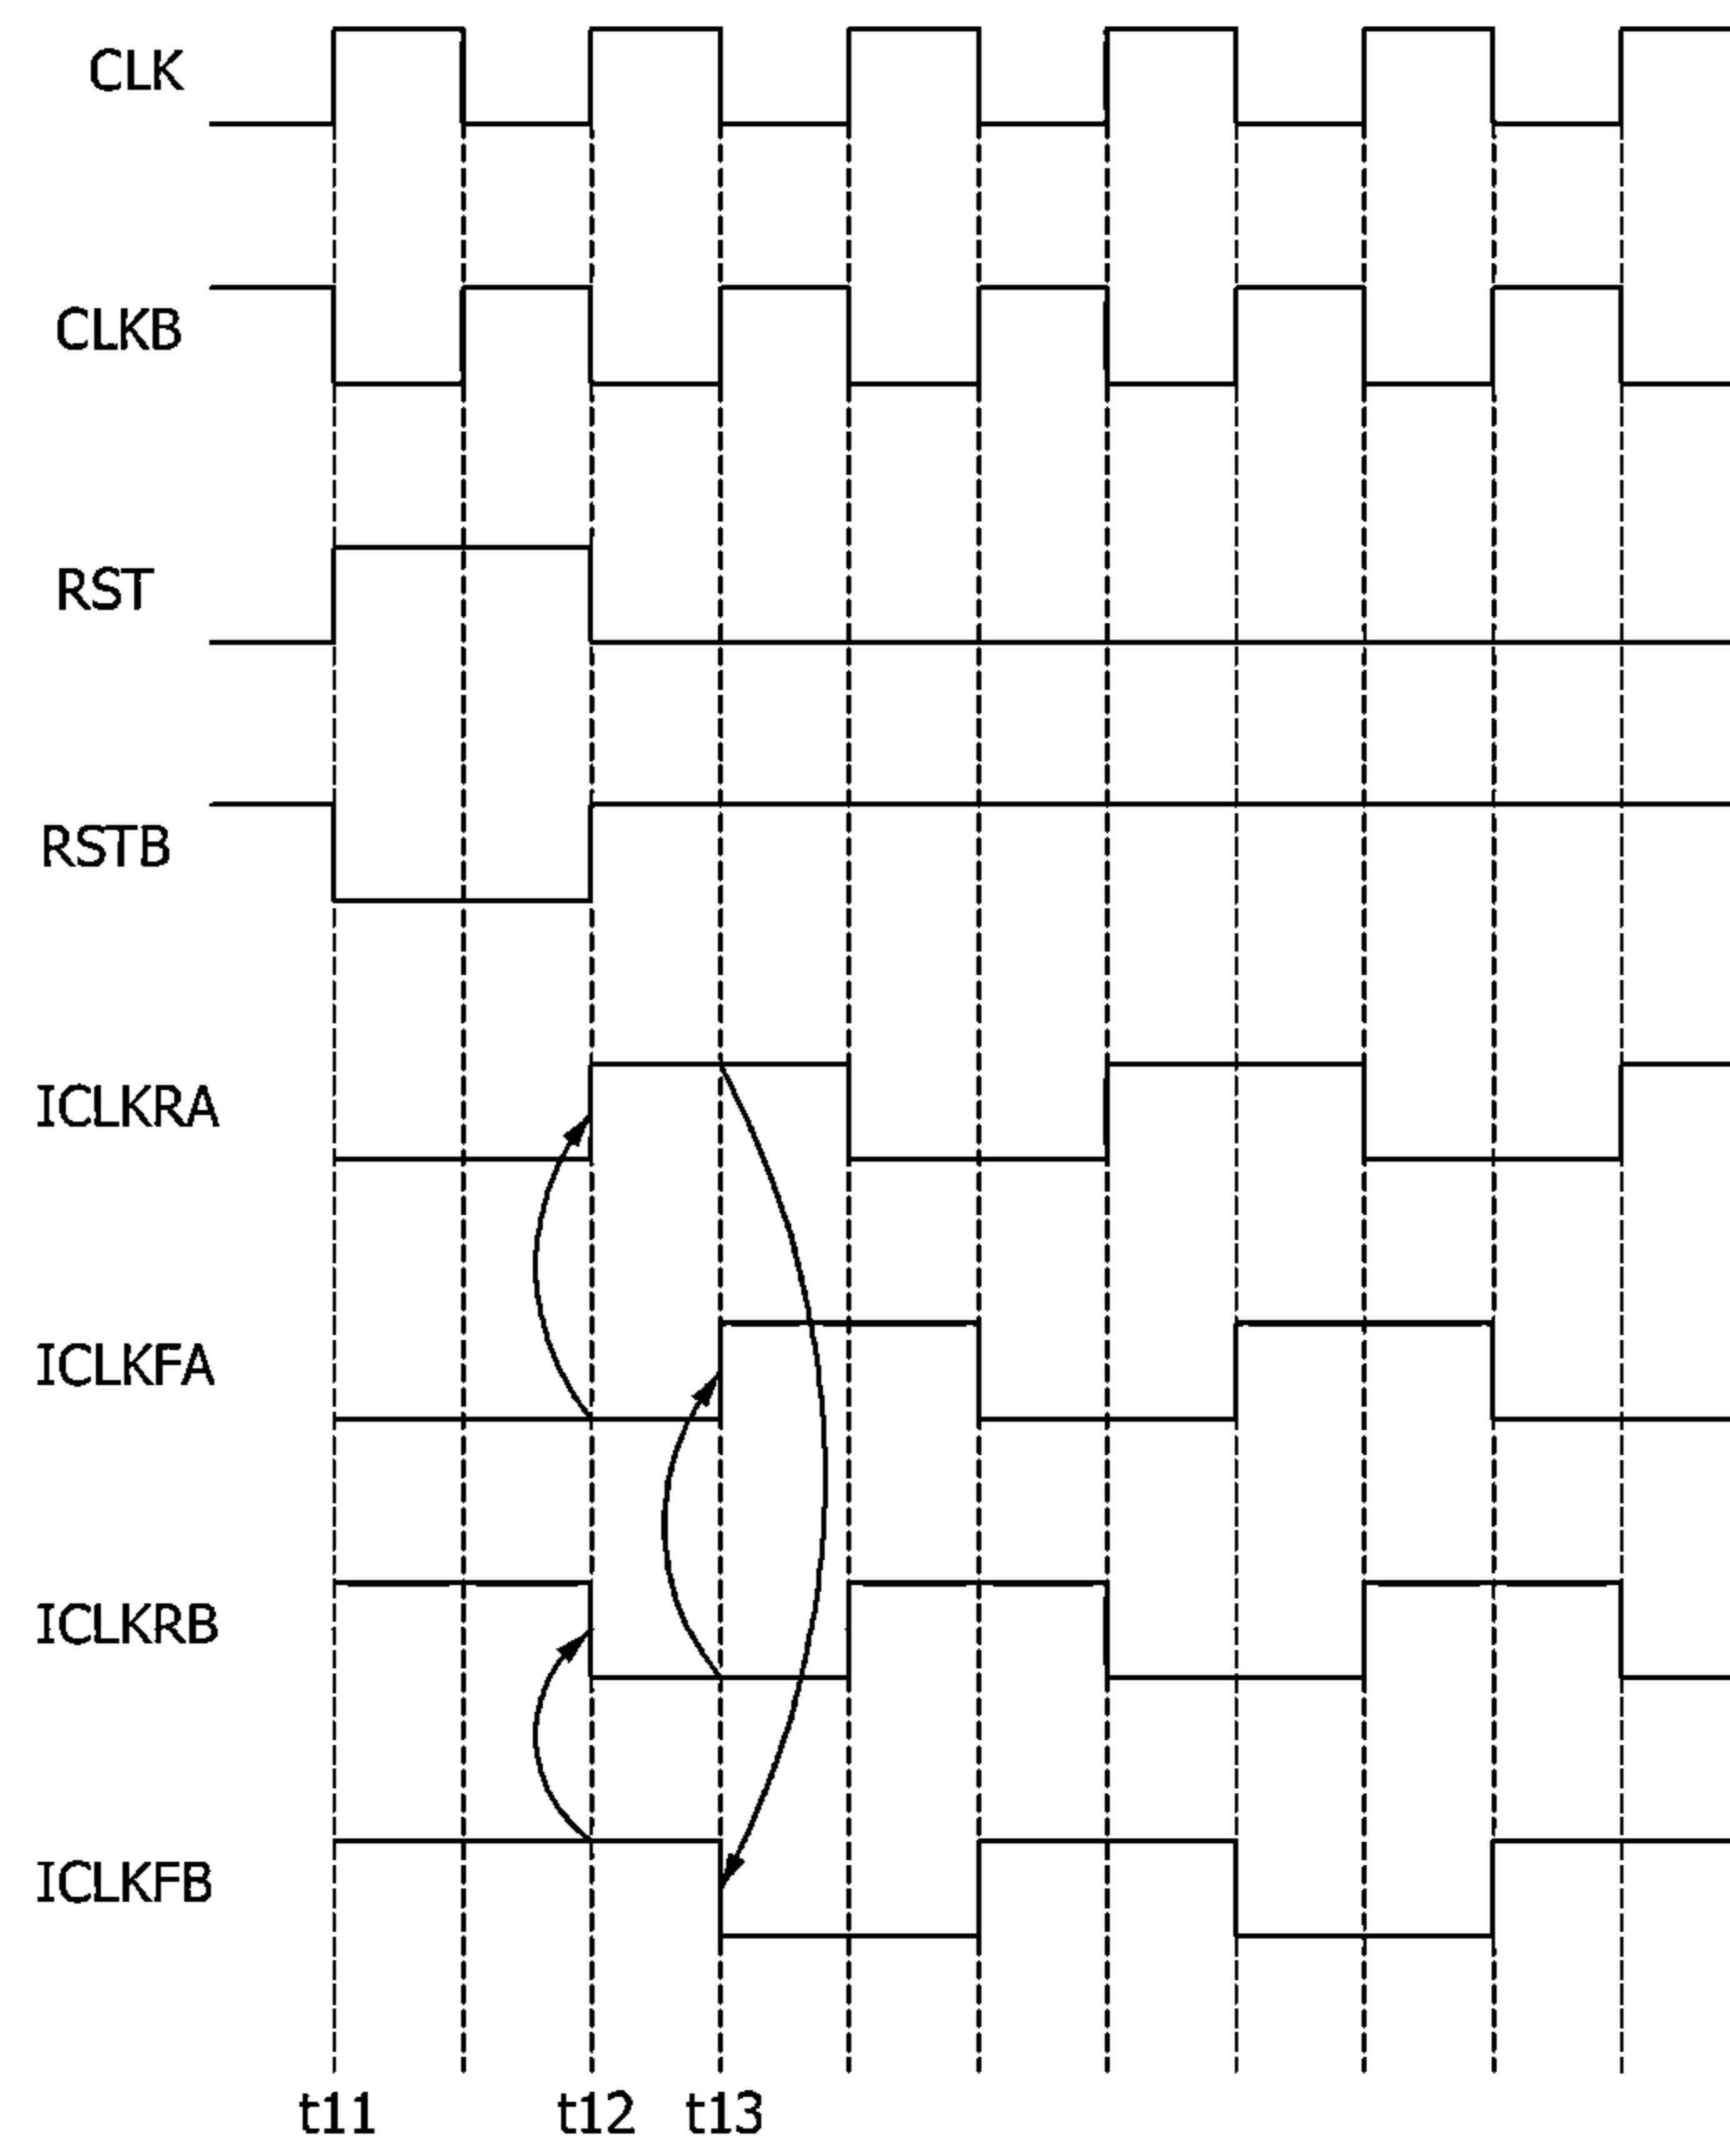 CLK
CLKB
RST
RSTB
ICLKRA
ICLKFA
ICLKRB
ICLKFB
t11 t12 t13